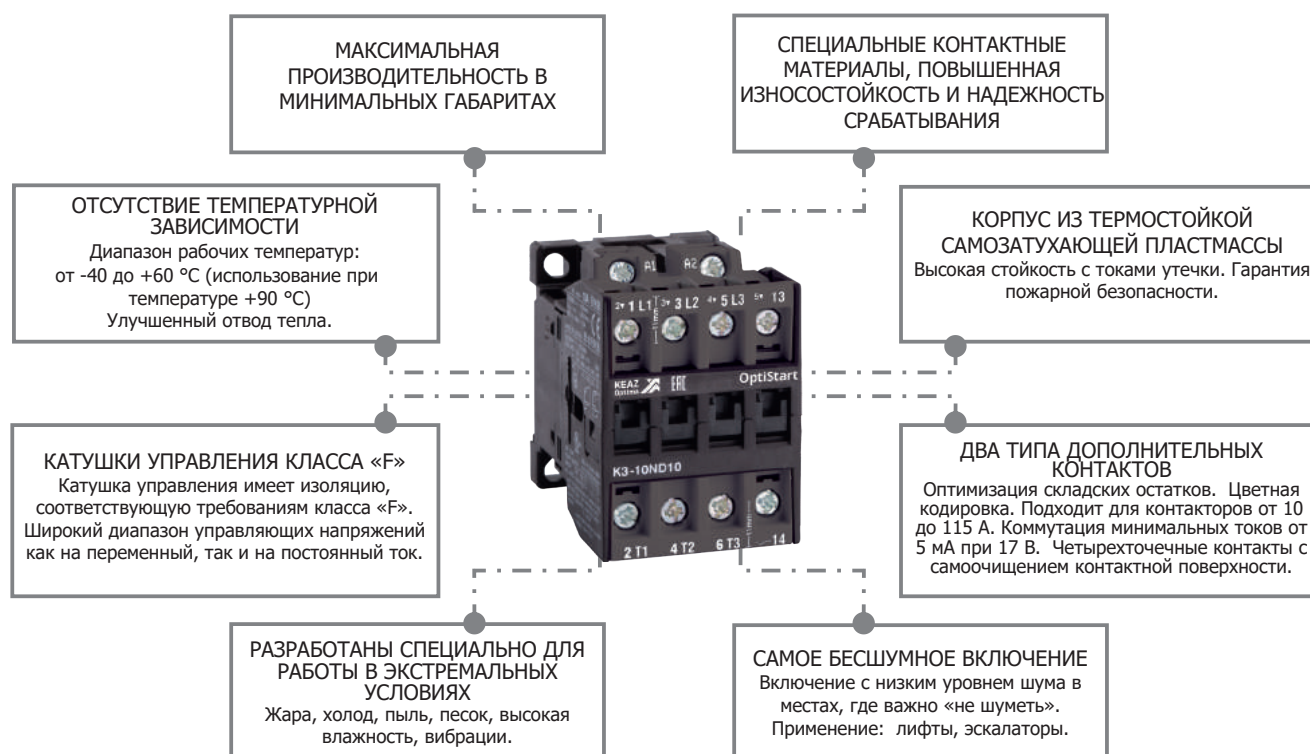 МАКСИМАЛЬНАЯ
ПРОИЗВОДИТЕЛЬНОСТЬ В
МИНИМАЛЬНЫХ ГАБАРИТАХ
СПЕЦИАЛЬНЫЕ КОНТАКТНЫЕ
МАТЕРИАЛЫ, ПОВЫШЕННАЯ
ИЗНОСОСТОЙКОСТЬ И НАДЕЖНОСТЬ
СРАБАТЫВАНИЯ
ОТСУТСТВИЕ ТЕМПЕРАТУРНОЙ
ЗАВИСИМОСТИ
Диапазон рабочих температур:
от -40 до +60 °C (использование при
температуре +90 °C)
Улучшенный отвод тепла.
КОРПУС ИЗ ТЕРМОСТОЙКОЙ
САМОЗАТУХАЮЩЕЙ ПЛАСТМАССЫ
Высокая стойкость с токами утечки. Гарантия
пожарной безопасности.
A1 A2
1 L1 3 L2 5 L3 13
KEAZ
Optima
EAC
OptiStart
K3-10ND10
2 T1 4 T2 6 T3 14
КАТУШКИ УПРАВЛЕНИЯ КЛАССА «F»
Катушка управления имеет изоляцию,
соответствующую требованиям класса «F».
Широкий диапазон управляющих напряжений
как на переменный, так и на постоянный ток.
ДВА ТИПА ДОПОЛНИТЕЛЬНЫХ
КОНТАКТОВ
Оптимизация складских остатков. Цветная
кодировка. Подходит для контакторов от 10
до 115 А. Коммутация минимальных токов от
5 мА при 17 В. Четырехточечные контакты с
самоочищением контактной поверхности.
РАЗРАБОТАНЫ СПЕЦИАЛЬНО ДЛЯ
РАБОТЫ В ЭКСТРЕМАЛЬНЫХ
УСЛОВИЯХ
Жара, холод, пыль, песок, высокая
влажность, вибрации.
САМОЕ БЕСШУМНОЕ ВКЛЮЧЕНИЕ
Включение с низким уровнем шума в
местах, где важно «не шуметь».
Применение: лифты, эскалаторы.